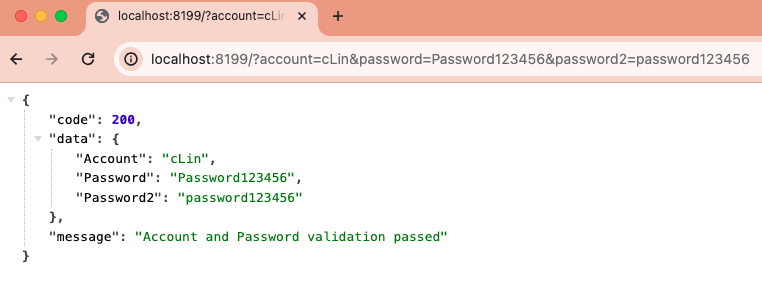 localhost:8199/?account=cLin
localhost:8199/?account=cLin&password=Password123456&password2=password123456
{
"code": 200,
"data": {
"Account": "cLin",
"Password": "Password123456",
"Password2": "password123456"
},
"message": "Account and Password validation passed"
}